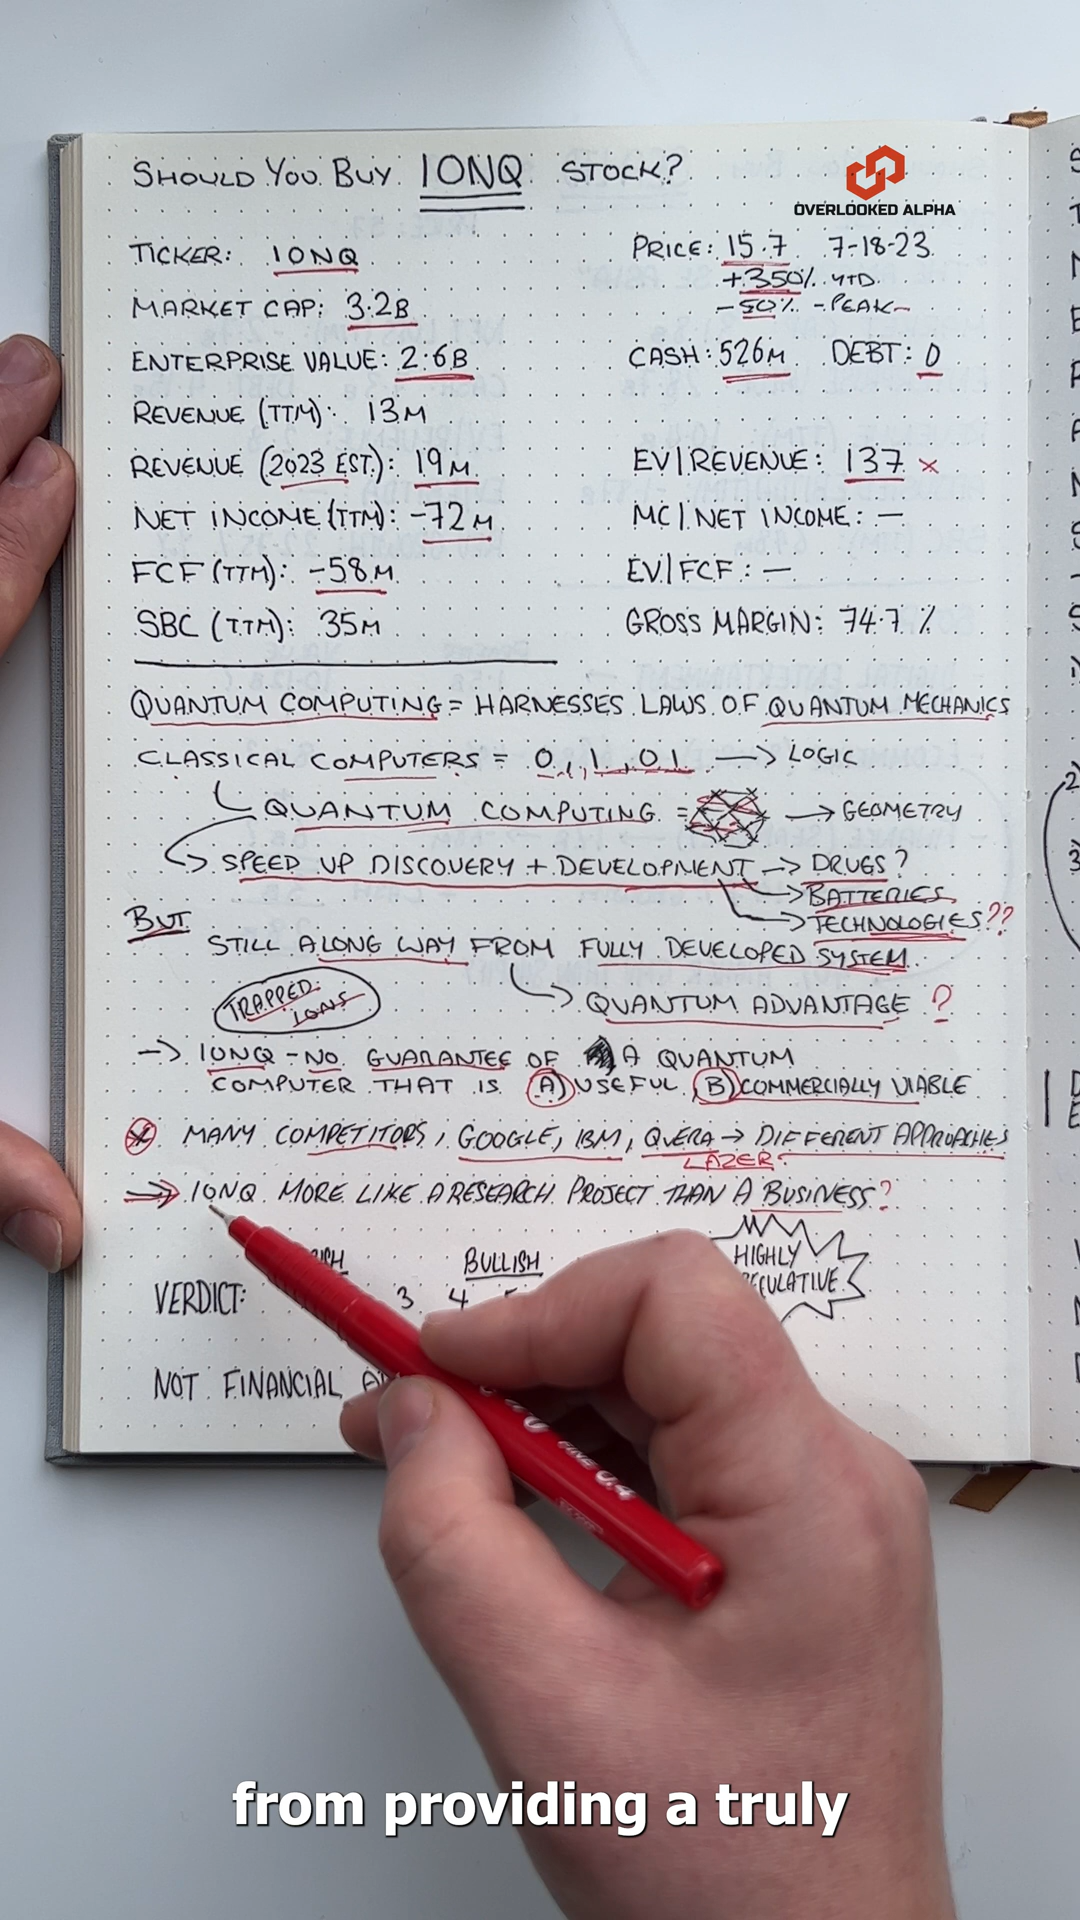 SHOULD YOU BUY IONQ STOCK?
OVERLOOKED ALPHA
TICKER: IONQ
PRICE: 15.7 7-18-23
+350% YTD
-50% -PEAK-
MARKET CAP: 3.2B
ENTERPRISE VALUE: 2.6B
CASH: 526M DEBT: 0
REVENUE (TTM): 13M
REVENUE (2023 EST.): 19M
EV/REVENUE: 137 x
NET INCOME (TTM): -72M
MC/NET INCOME: —
FCF (TTM): -58M
EV/FCF: —
SBC (TTM): 35M
GROSS MARGIN: 74.7%
QUANTUM COMPUTING = HARNESSES LAWS OF QUANTUM MECHANICS
CLASSICAL COMPUTERS = 0, 1, 01 → LOGIC
QUANTUM COMPUTING = → GEOMETRY
→ SPEED UP DISCOVERY + DEVELOPMENT → DRUGS?
→ BATTERIES
→ TECHNOLOGIES??
BUT
STILL A LONG WAY FROM FULLY DEVELOPED SYSTEM
TRAPPED IONS
→ QUANTUM ADVANTAGE ?
→ IONQ - NO GUARANTEE OF A QUANTUM
COMPUTER THAT IS (A) USEFUL (B) COMMERCIALLY VIABLE
MANY COMPETITORS, GOOGLE, IBM, QUERA → DIFFERENT APPROACHES
LAZER
⇒ IONQ MORE LIKE A RESEARCH PROJECT THAN A BUSINESS?
BULLISH
HIGHLY
VERDICT: 3 4
NOT FINANCIAL
FINE 0.4
from providing a truly